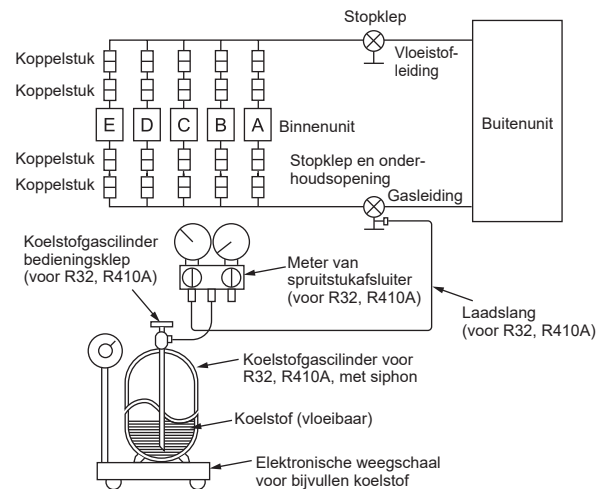 Stopklep
Koppelstuk
Vloeistof-
leiding
Koppelstuk
E
D
C
B
A
Binnenunit
Buitenunit
Koppelstuk
Stopklep en onder-
houdsopening
Koppelstuk
Gasleiding
Koelstofgascilinder
bedieningsklep
(voor R32, R410A)
Meter van
spruitstukafsluiter
(voor R32, R410A)
Laadslang
(voor R32, R410A)
Koelstofgascilinder voor
R32, R410A, met siphon
Koelstof (vloeibaar)
Elektronische weegschaal
voor bijvullen koelstof